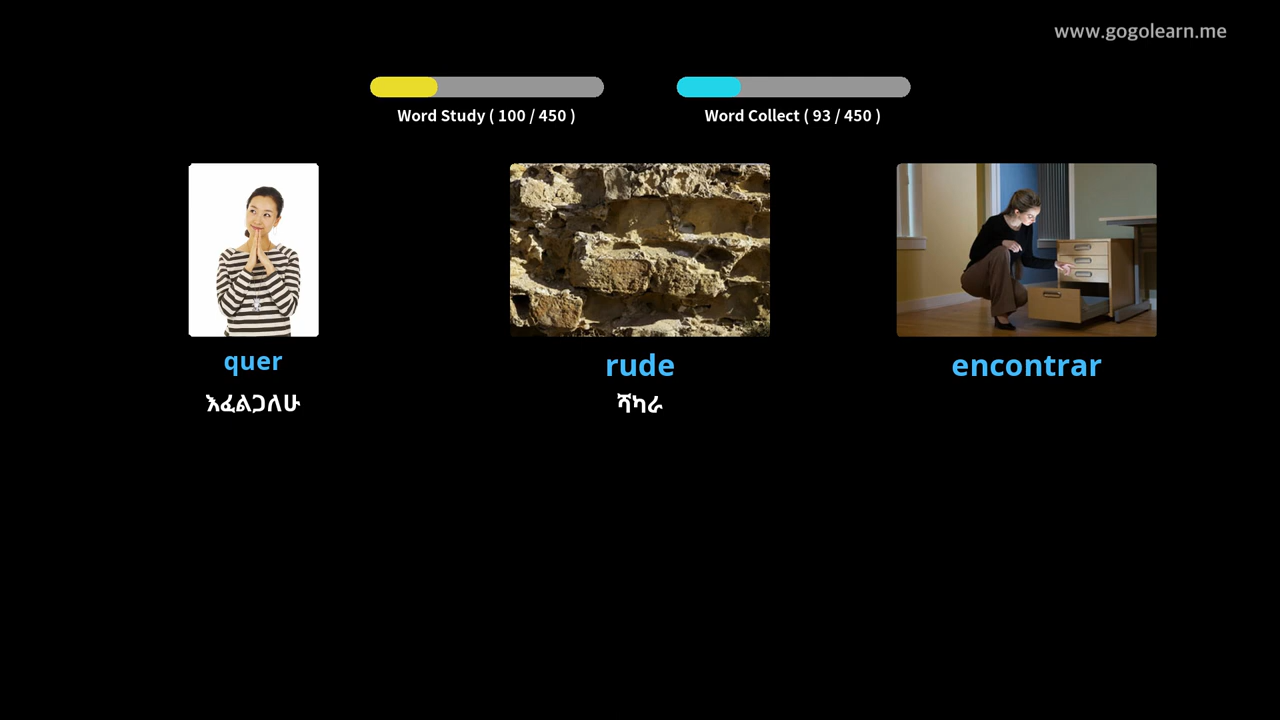 www.gogolearn.me
Word Study ( 100 / 450 )
Word Collect ( 93 / 450 )
quer
rude
encontrar
እፈልጋለሁ
ሻካራ